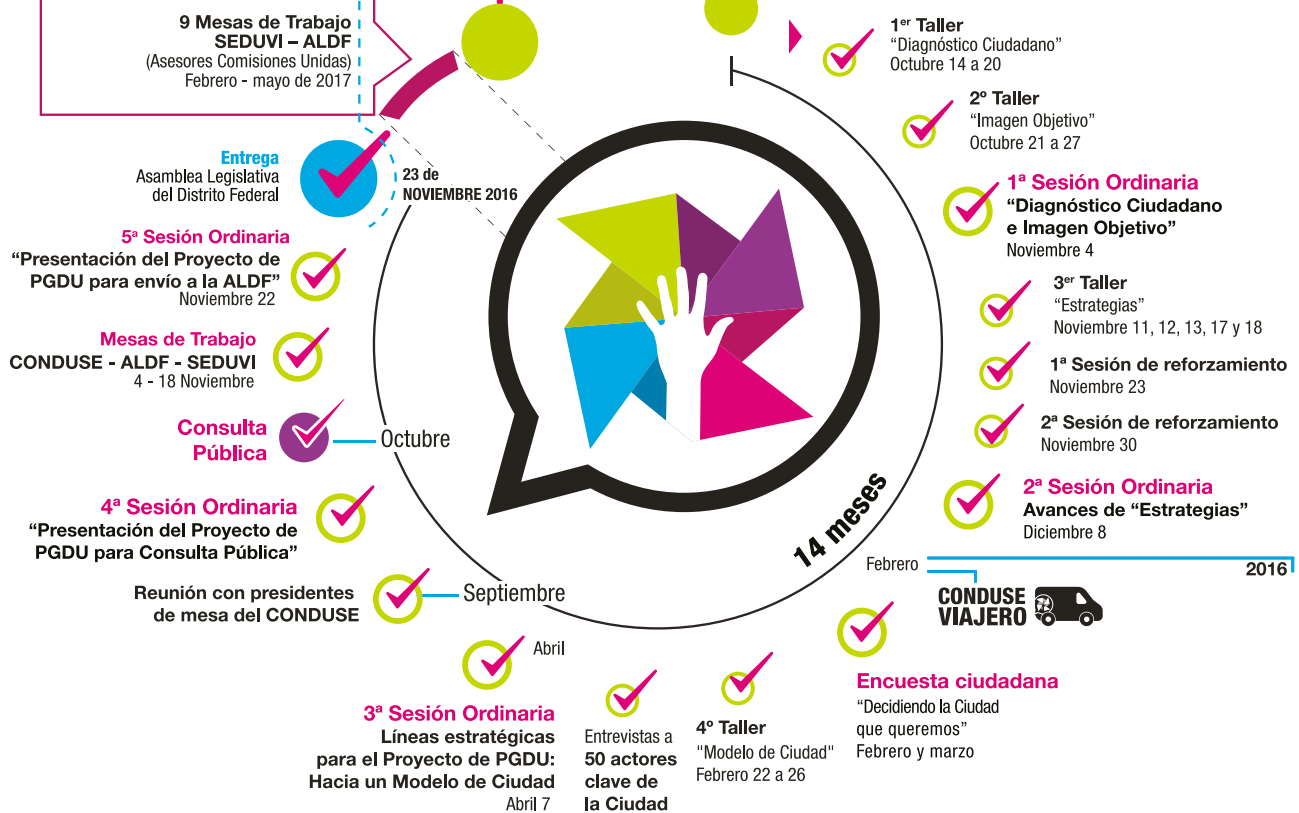 9 Mesas de Trabajo
SEDUVI – ALDF
(Asesores Comisiones Unidas)
Febrero - mayo de 2017
1er Taller
“Diagnóstico Ciudadano”
Octubre 14 a 20
2º Taller
“Imagen Objetivo”
Octubre 21 a 27
1ª Sesión Ordinaria
“Diagnóstico Ciudadano
e Imagen Objetivo”
Noviembre 4
3er Taller
“Estrategias”
Noviembre 11, 12, 13, 17 y 18
1ª Sesión de reforzamiento
Noviembre 23
2ª Sesión de reforzamiento
Noviembre 30
2ª Sesión Ordinaria
Avances de “Estrategias”
Diciembre 8
14 meses
Febrero
2016
CONDUSE
VIAJERO
Encuesta ciudadana
“Decidiendo la Ciudad
que queremos”
Febrero y marzo
4º Taller
"Modelo de Ciudad"
Febrero 22 a 26
Entrevistas a
50 actores
clave de
la Ciudad
Abril
3ª Sesión Ordinaria
Líneas estratégicas
para el Proyecto de PGDU:
Hacia un Modelo de Ciudad
Abril 7
Septiembre
Reunión con presidentes
de mesa del CONDUSE
4ª Sesión Ordinaria
“Presentación del Proyecto de
PGDU para Consulta Pública”
Octubre
Consulta
Pública
Mesas de Trabajo
CONDUSE - ALDF - SEDUVI
4 - 18 Noviembre
5ª Sesión Ordinaria
“Presentación del Proyecto de
PGDU para envío a la ALDF”
Noviembre 22
Entrega
Asamblea Legislativa
del Distrito Federal
23 de
NOVIEMBRE 2016